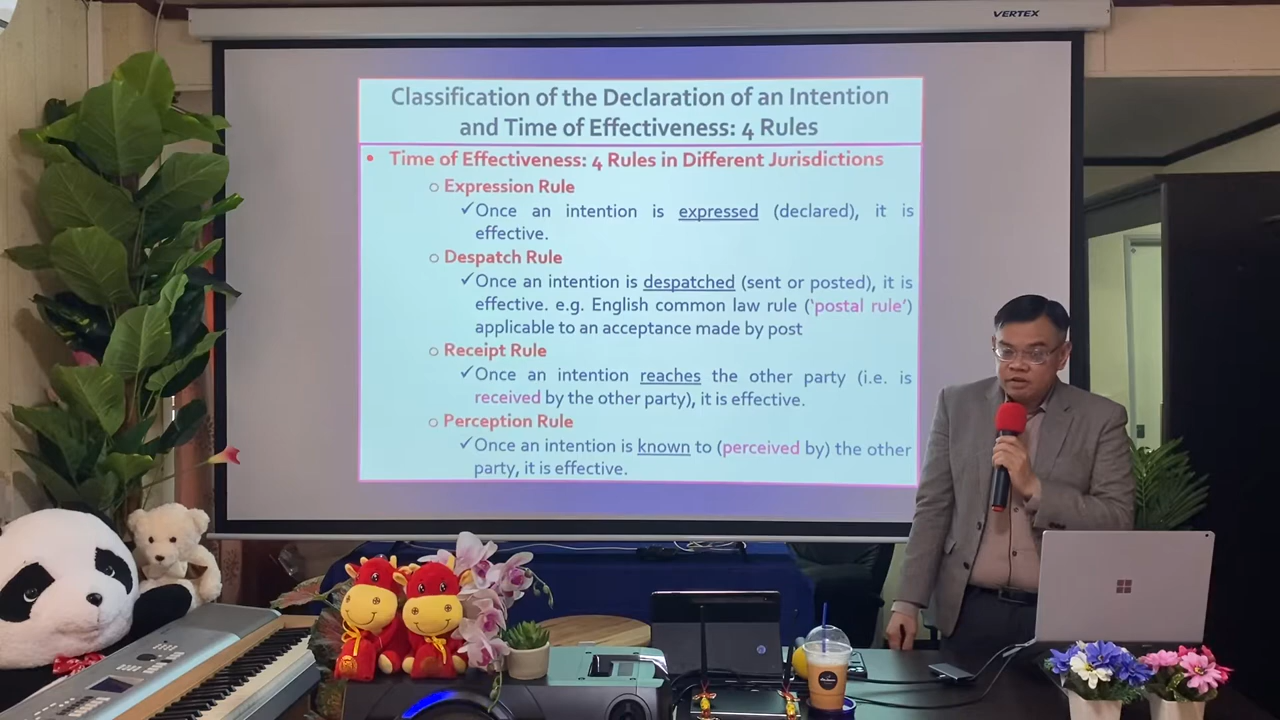 VERTEX
Classification of the Declaration of an Intention
and Time of Effectiveness: 4 Rules
• Time of Effectiveness: 4 Rules in Different Jurisdictions
○ Expression Rule
✓Once an intention is expressed (declared), it is
effective.
○ Despatch Rule
✓Once an intention is despatched (sent or posted), it is
effective. e.g. English common law rule (‘postal rule’)
applicable to an acceptance made by post
○ Receipt Rule
✓Once an intention reaches the other party (i.e. is
received by the other party), it is effective.
○ Perception Rule
✓Once an intention is known to (perceived by) the other
party, it is effective.